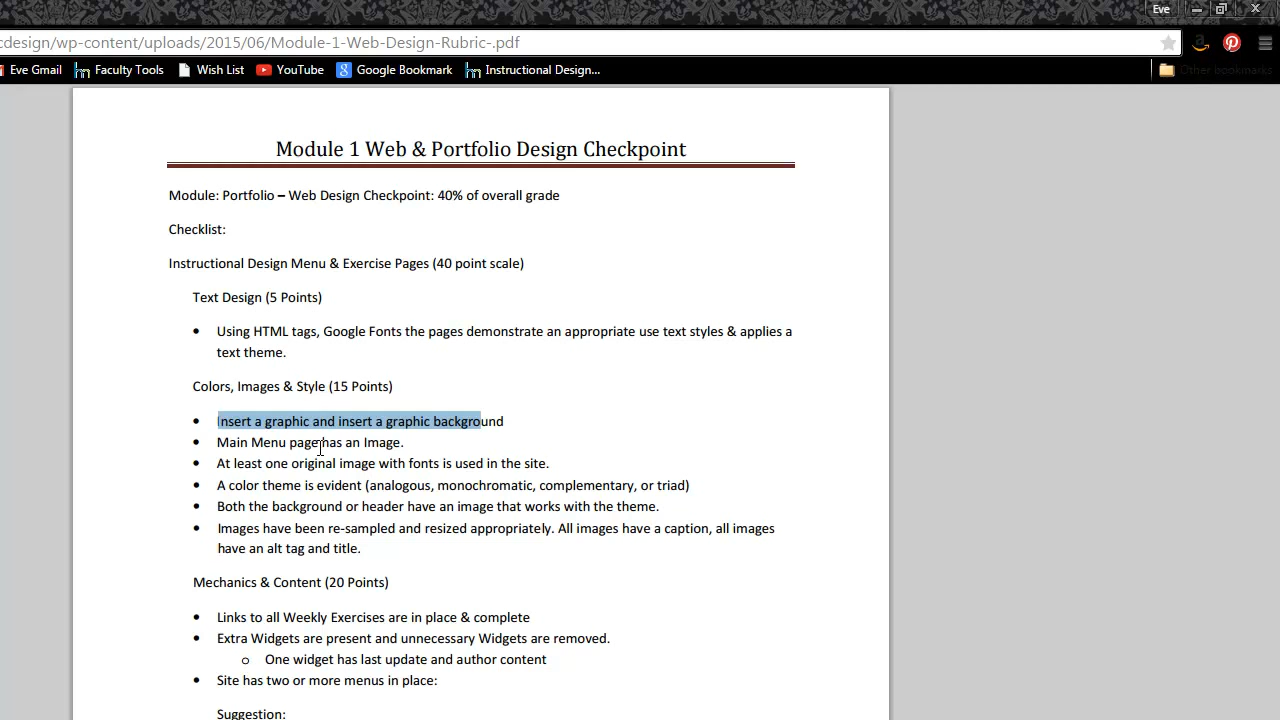 Eve
cdesign/wp-content/uploads/2015/06/Module-1-Web-Design-Rubric-.pdf
Eve Gmail Faculty Tools Wish List YouTube Google Bookmark Instructional Design... Other bookmarks
Module 1 Web & Portfolio Design Checkpoint
Module: Portfolio – Web Design Checkpoint: 40% of overall grade
Checklist:
Instructional Design Menu & Exercise Pages (40 point scale)
Text Design (5 Points)
• Using HTML tags, Google Fonts the pages demonstrate an appropriate use text styles & applies a
text theme.
Colors, Images & Style (15 Points)
• Insert a graphic and insert a graphic background
• Main Menu page has an Image.
• At least one original image with fonts is used in the site.
• A color theme is evident (analogous, monochromatic, complementary, or triad)
• Both the background or header have an image that works with the theme.
• Images have been re-sampled and resized appropriately. All images have a caption, all images
have an alt tag and title.
Mechanics & Content (20 Points)
• Links to all Weekly Exercises are in place & complete
• Extra Widgets are present and unnecessary Widgets are removed.
o One widget has last update and author content
• Site has two or more menus in place:
Suggestion: